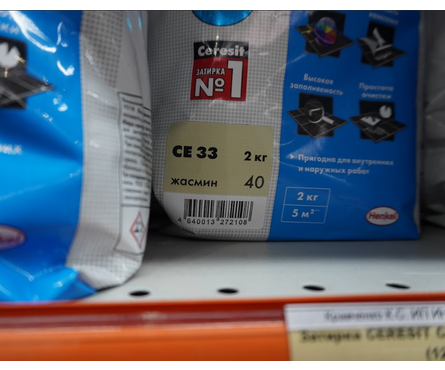 Ceresit
ЗАТИРКА
№1
Высокая
заполняемость
Простота
очистки
CE 33 2 кг
жасмин 40
Пригодна для внутренних
и наружных работ
2 кг
5 м²
4 640013 272108
Henkel
Затирка CERESIT
(12